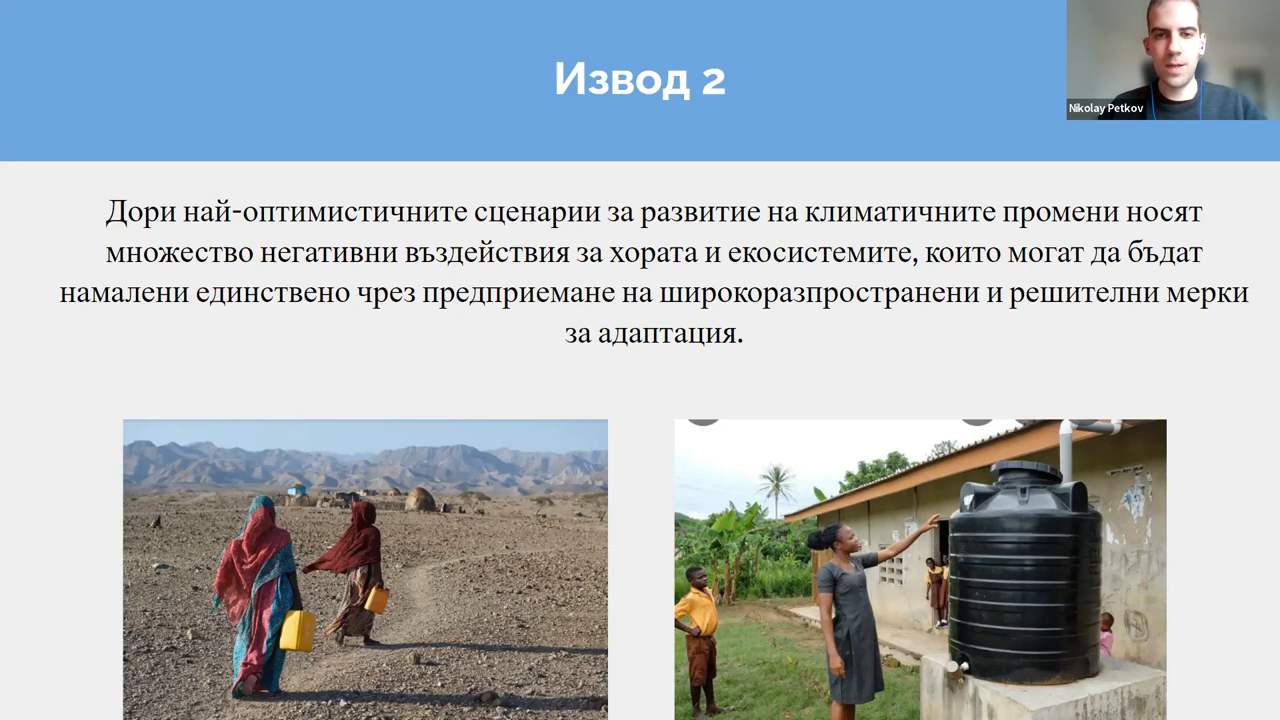 Извод 2
Nikolay Petkov
Дори най-оптимистичните сценарии за развитие на климатичните промени носят
множество негативни въздействия за хората и екосистемите, които могат да бъдат
намалени единствено чрез предприемане на широкоразпространени и решителни мерки
за адаптация.